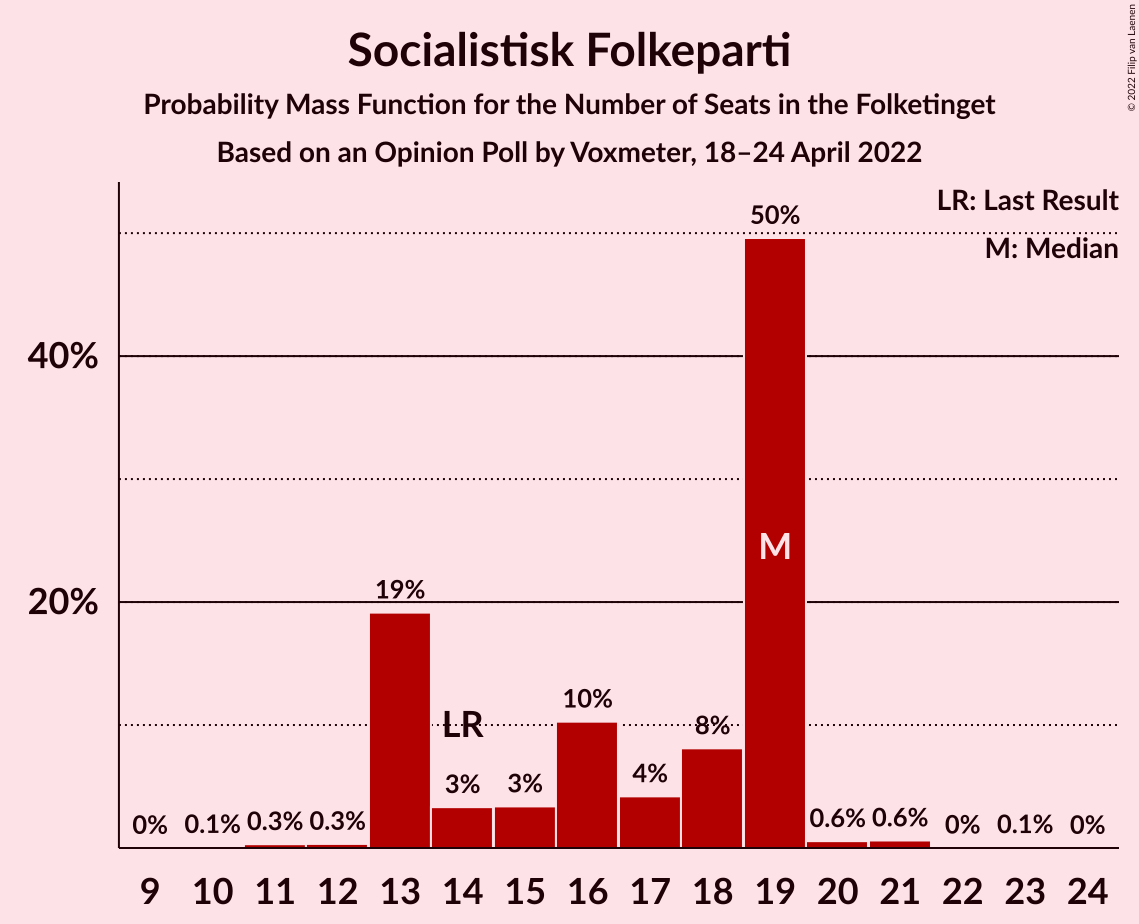 Socialistisk Folkeparti
Probability Mass Function for the Number of Seats in the Folketinget
Based on an Opinion Poll by Voxmeter, 18–24 April 2022
© 2022 Filip van Laenen
LR: Last Result
M: Median
50%
40%
M
19%
20%
10%
LR
8%
3%
3%
4%
0%
0.1%
0.3%
0.3%
0.6%
0.6%
0%
0.1%
0%
9 10 11 12 13 14 15 16 17 18 19 20 21 22 23 24